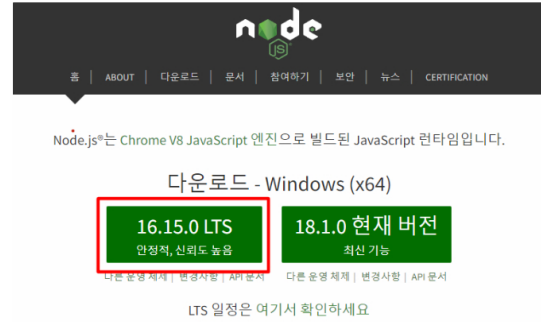 node
JS
홈 | ABOUT | 다운로드 | 문서 | 참여하기 | 보안 | 뉴스 | CERTIFICATION
Node.js®는 Chrome V8 JavaScript 엔진으로 빌드된 JavaScript 런타임입니다.
다운로드 - Windows (x64)
16.15.0 LTS
안정적, 신뢰도 높음
18.1.0 현재 버전
최신 기능
다른 운영 체제 | 변경사항 | API 문서
다른 운영 체제 | 변경사항 | API 문서
LTS 일정은 여기서 확인하세요